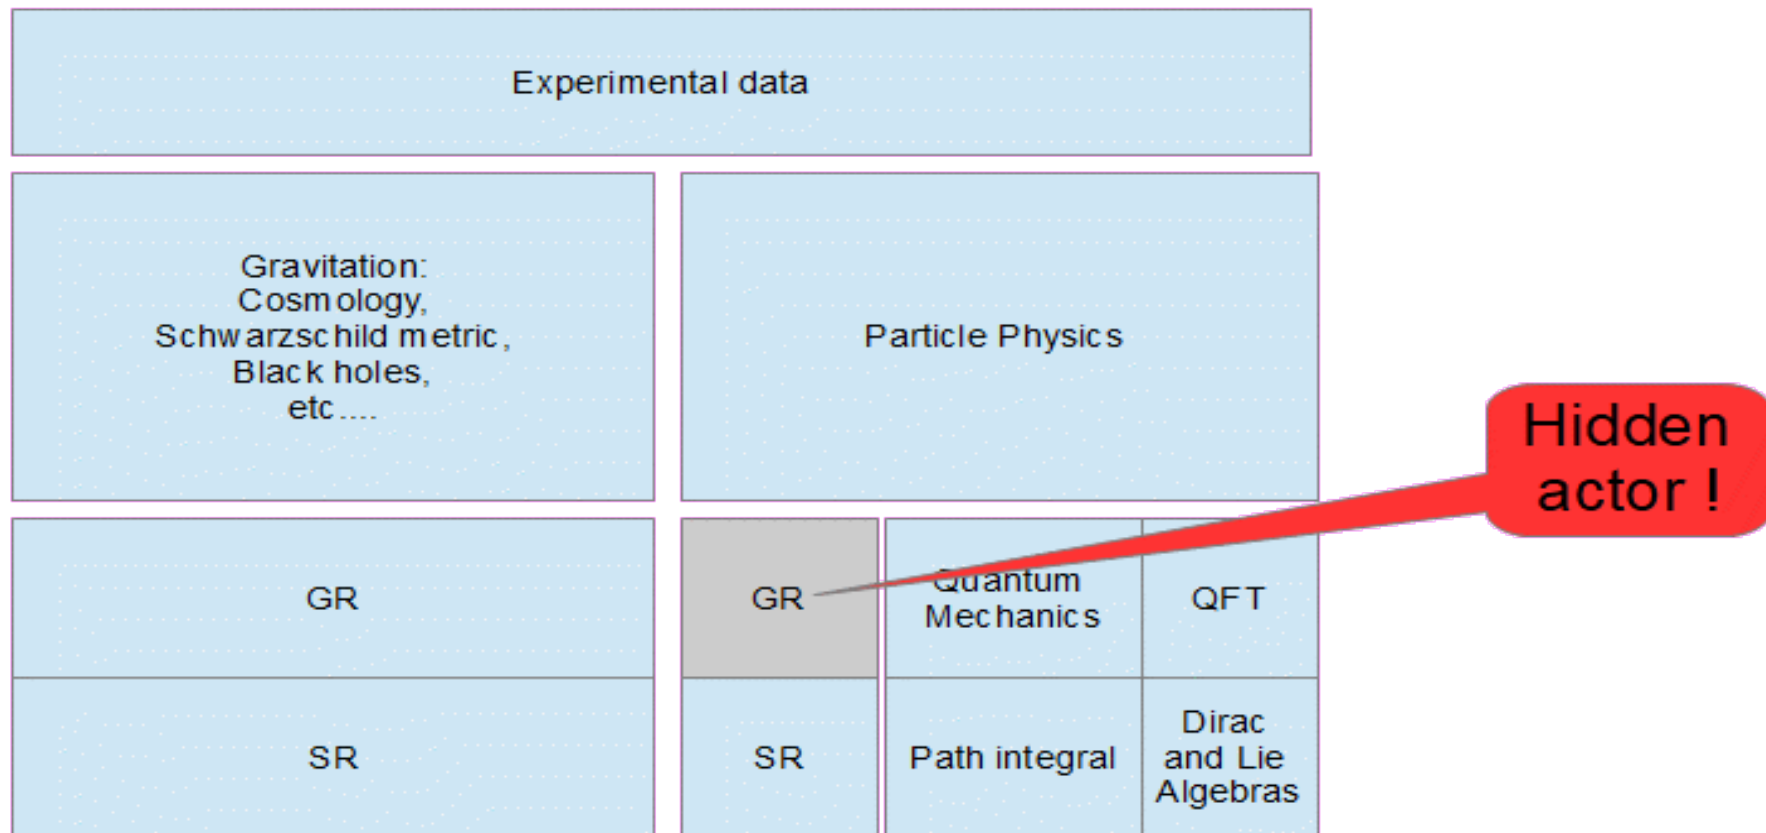 Experimental data
Gravitation:
Cosmology,
Schwarzschild metric,
Black holes,
etc....
Particle Physics
Hidden
actor !
GR
GR
Quantum
Mechanics
QFT
SR
SR
Path integral
Dirac
and Lie
Algebras